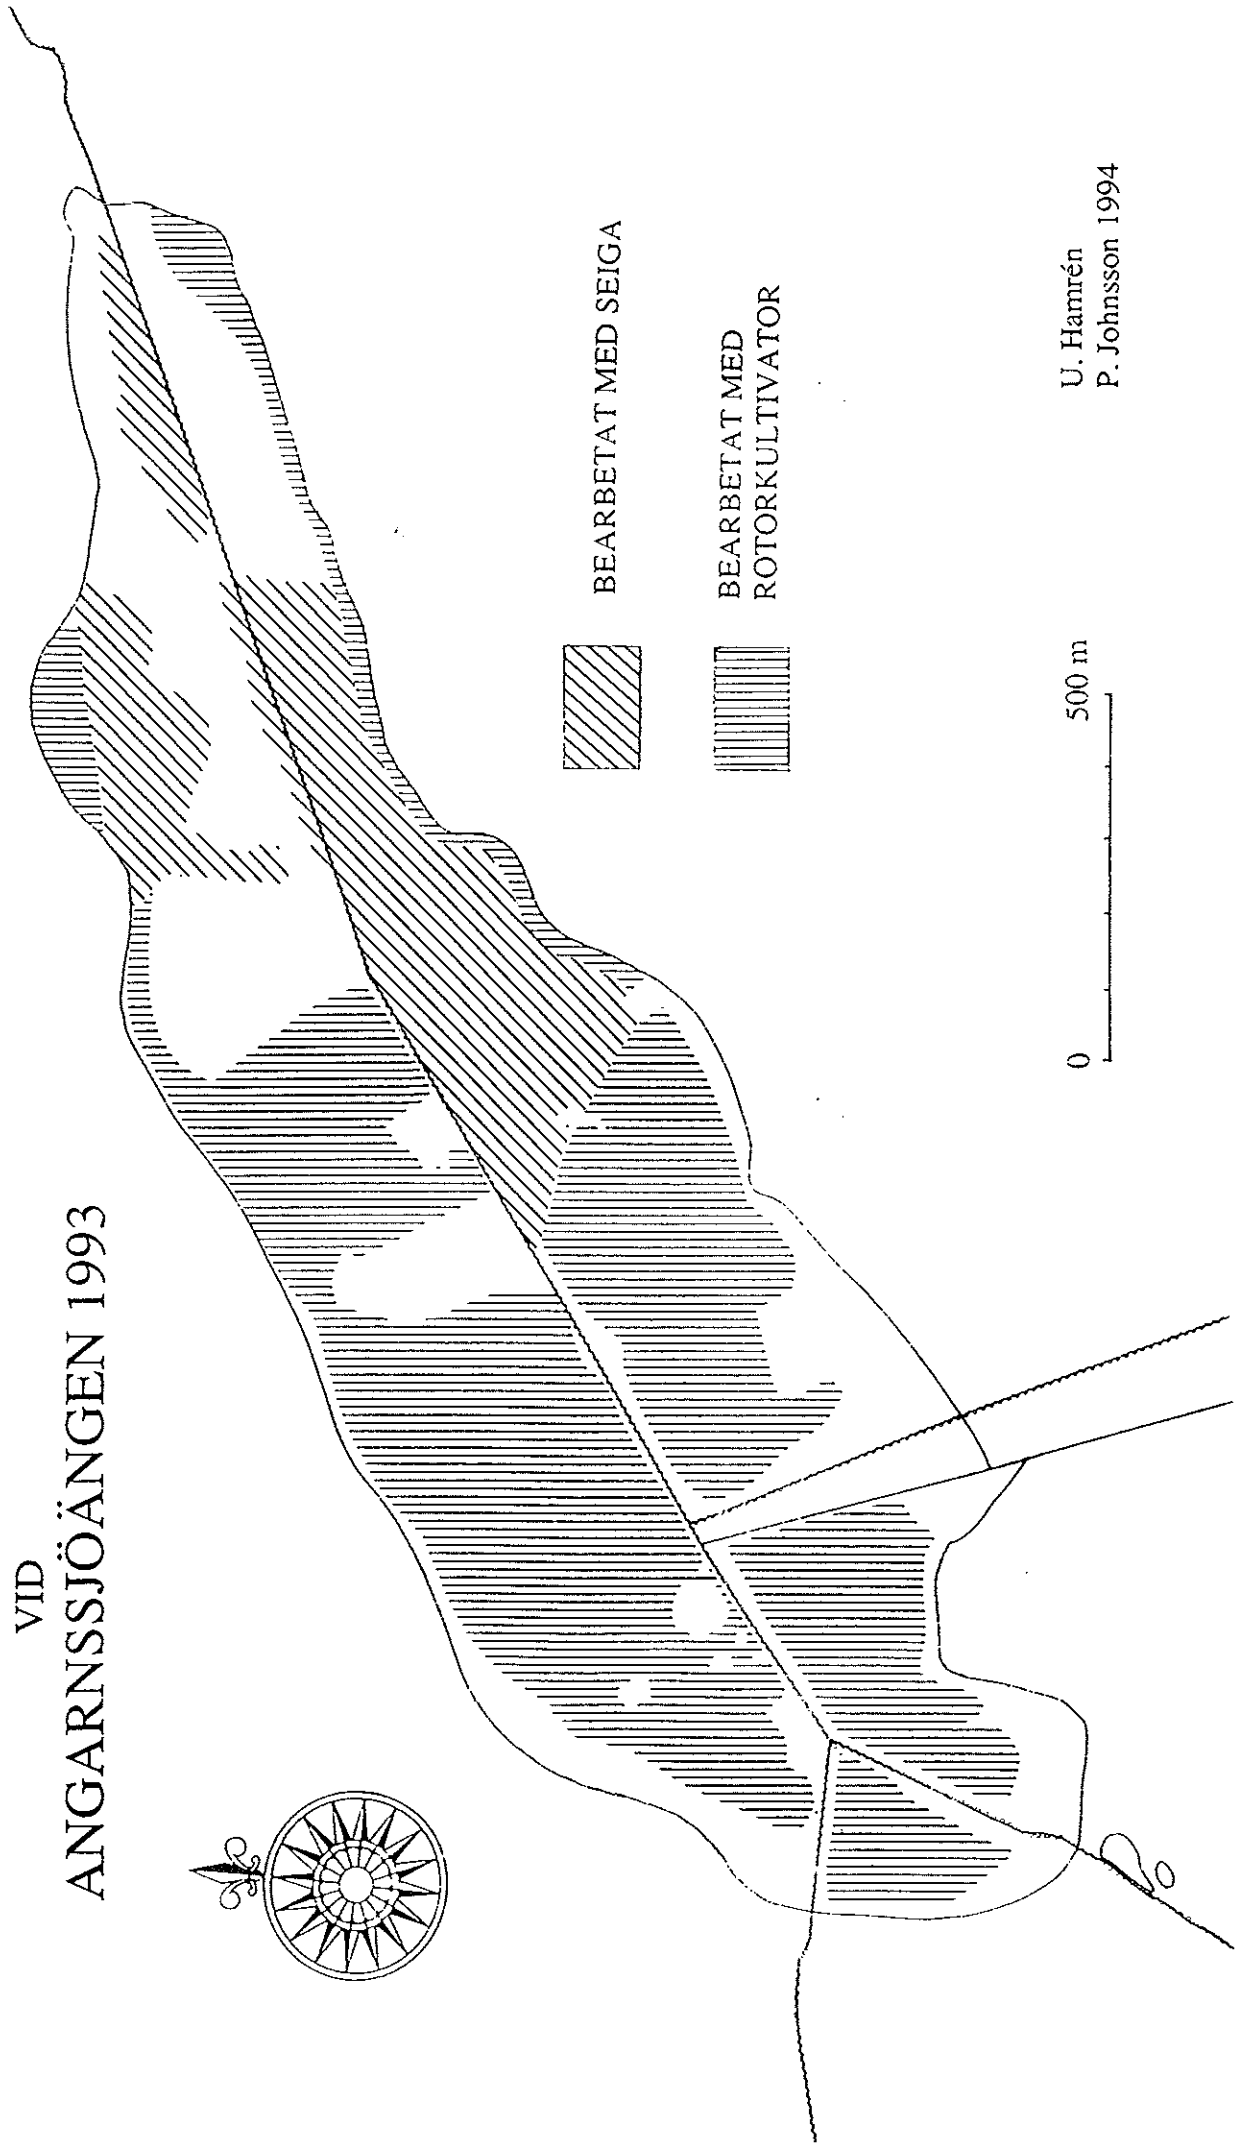 VID
ANGARNSSJÖÄNGEN 1993
BEARBETAT MED SEIGA
BEARBETAT MED
ROTORKULTIVATOR
0
500 m
U. Hamrén
P. Johnsson 1994